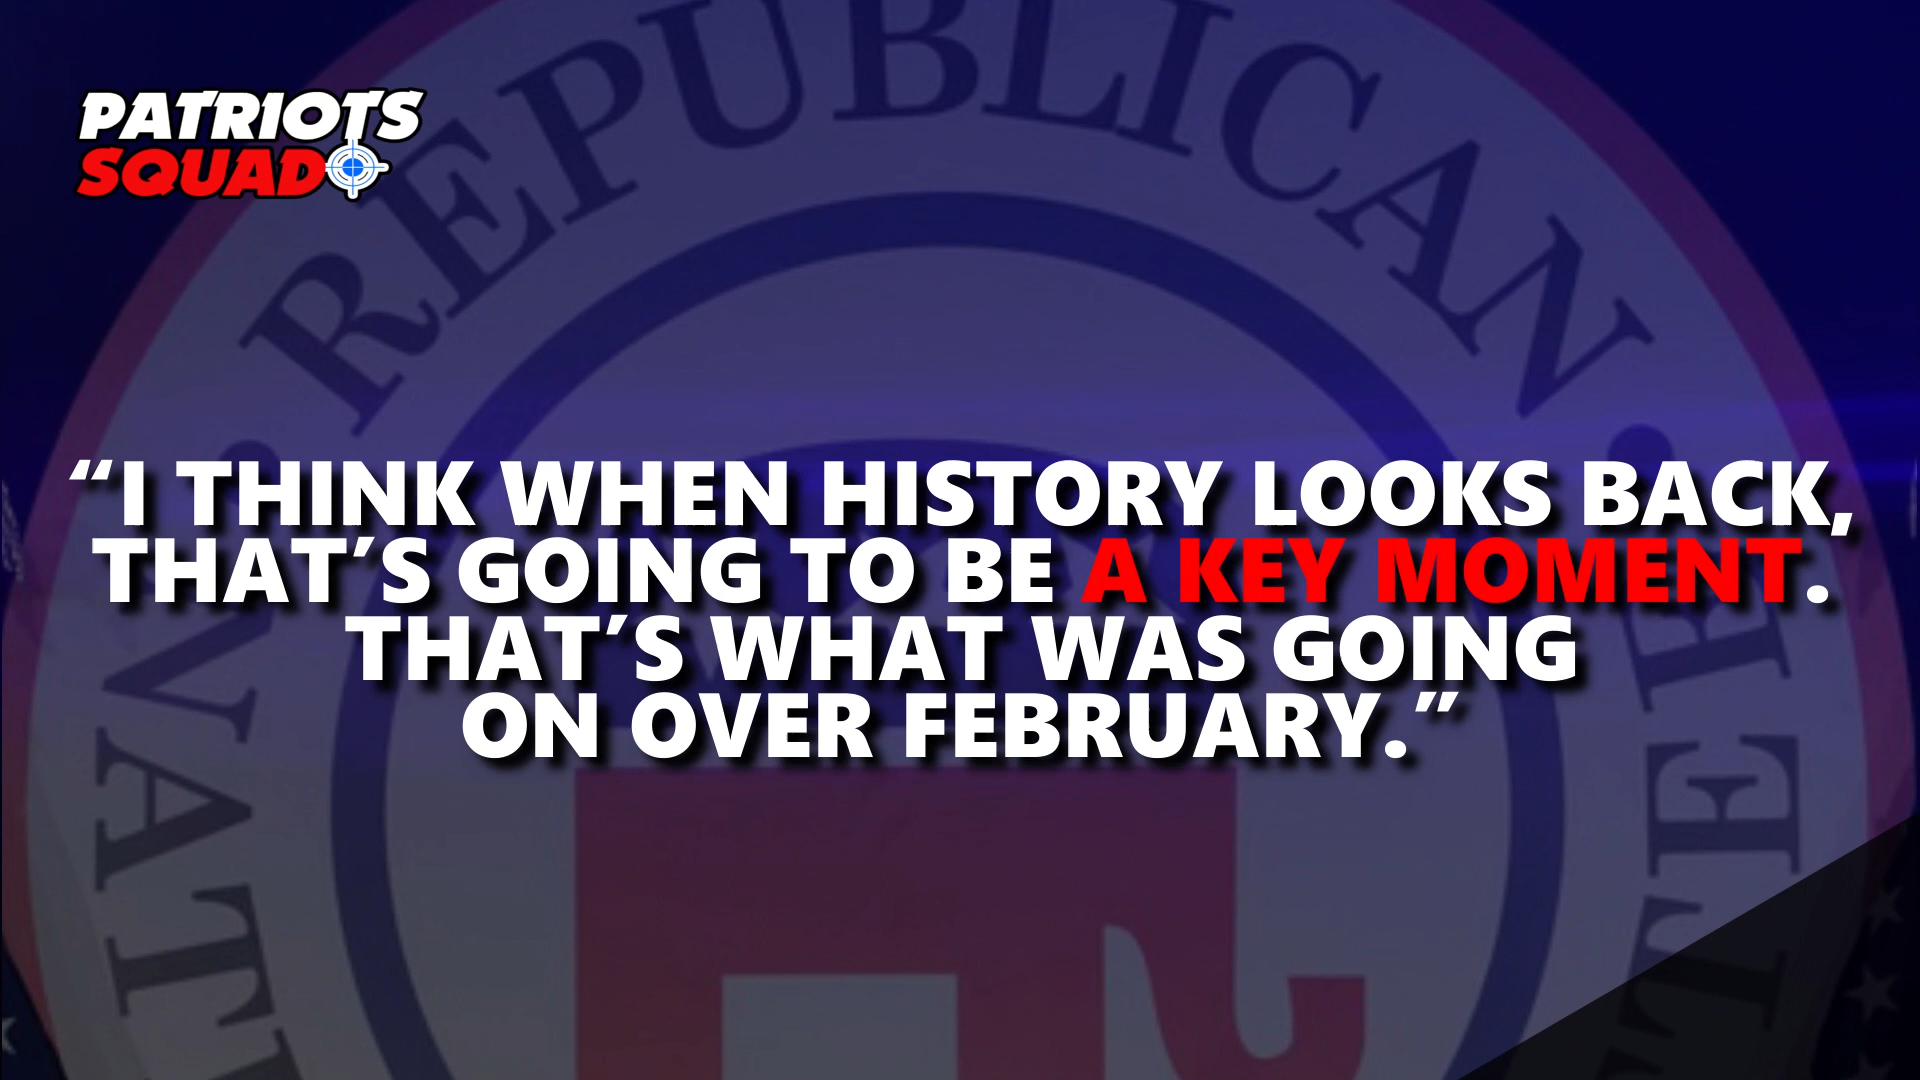 PATRIOTS
SQUAD
REPUBLICAN
“I THINK WHEN HISTORY LOOKS BACK,
THAT’S GOING TO BE A KEY MOMENT.
THAT’S WHAT WAS GOING
ON OVER FEBRUARY.”